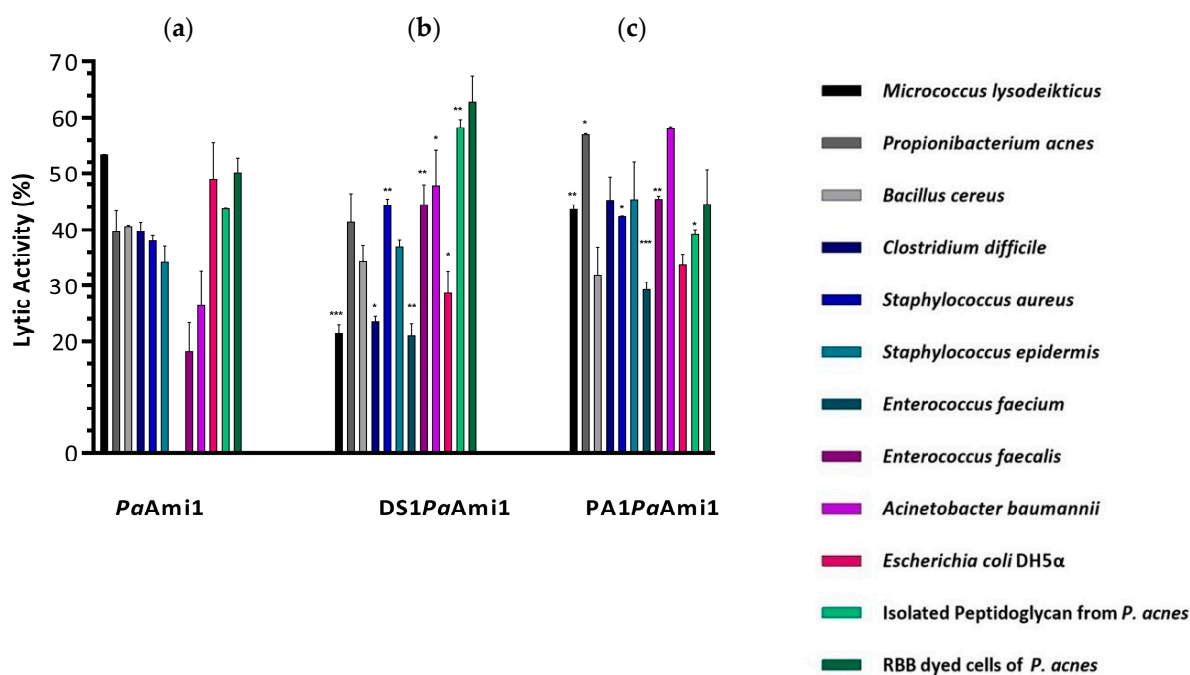 (a) (b) (c)
70
60
50
40
30
20
0
Lytic Activity (%)
***
*
**
**
**
*
*
**
**
*
*
***
**
*
PaAmi1 DS1PaAmi1 PA1PaAmi1
Micrococcus lysodeikticus
Propionibacterium acnes
Bacillus cereus
Clostridium difficile
Staphylococcus aureus
Staphylococcus epidermis
Enterococcus faecium
Enterococcus faecalis
Acinetobacter baumannii
Escherichia coli DH5α
Isolated Peptidoglycan from P. acnes
RBB dyed cells of P. acnes